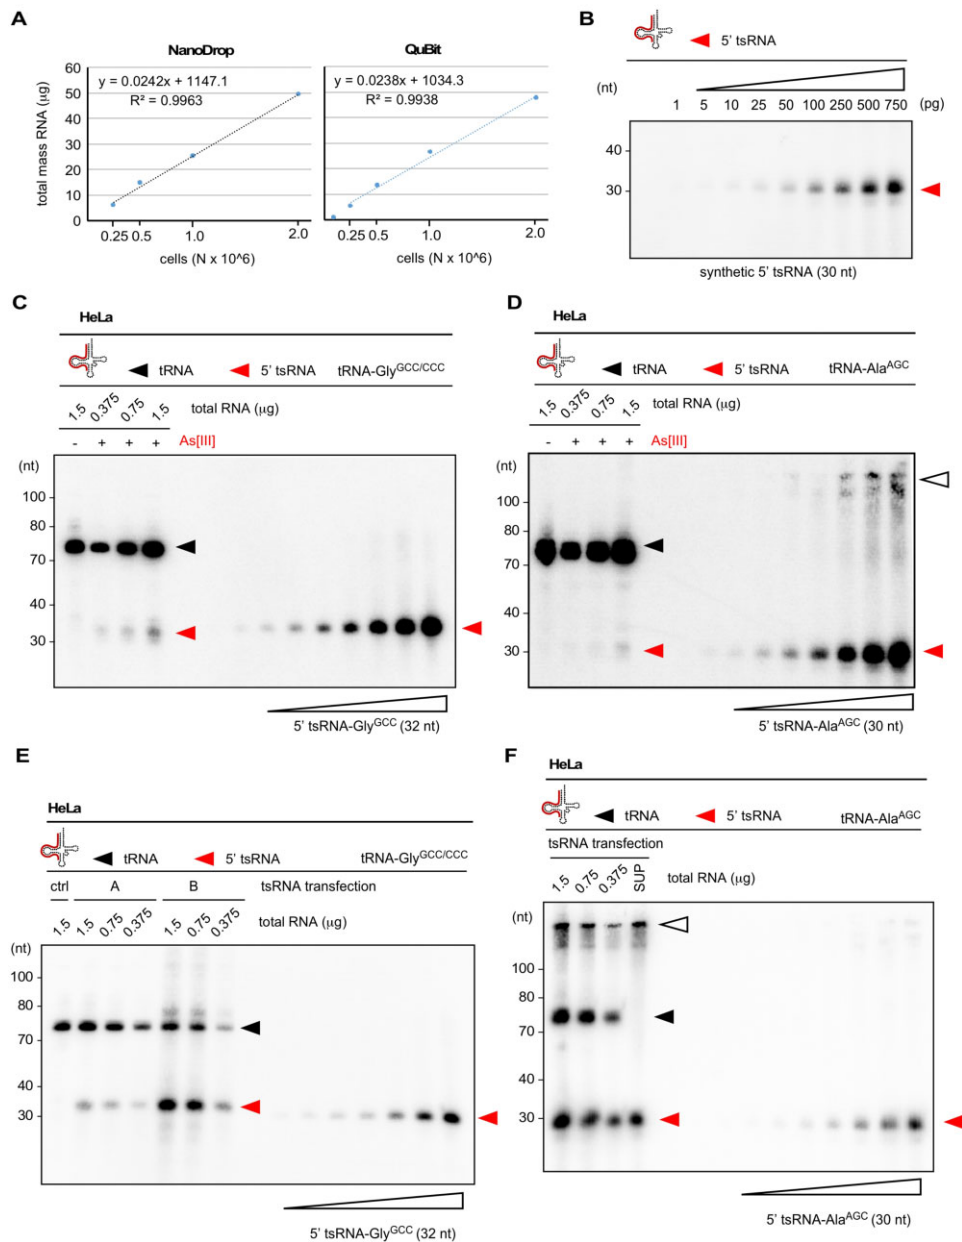 A
NanoDrop
QuBit
total mass RNA (µg)
60
50
40
30
20
10
0
y = 0.0242x + 1147.1
R² = 0.9963
y = 0.0238x + 1034.3
R² = 0.9938
0.25 0.5 1.0 2.0
0.25 0.5 1.0 2.0
cells (N x 10^6)
cells (N x 10^6)
B
5' tsRNA
(nt)
1 5 10 25 50 100 250 500 750 (pg)
40
30
synthetic 5' tsRNA (30 nt)
C
HeLa
tRNA 5' tsRNA tRNA-Gly^GCC/CCC
1.5 0.375 0.75 1.5 total RNA (µg)
- + + + As[III]
(nt)
100
80
70
40
30
5' tsRNA-Gly^GCC (32 nt)
D
HeLa
tRNA 5' tsRNA tRNA-Ala^AGC
1.5 0.375 0.75 1.5 total RNA (µg)
- + + + As[III]
(nt)
100
80
70
40
30
5' tsRNA-Ala^AGC (30 nt)
E
HeLa
tRNA 5' tsRNA tRNA-Gly^GCC/CCC
ctrl A B tsRNA transfection
1.5 1.5 0.75 0.375 1.5 0.75 0.375 total RNA (µg)
(nt)
100
80
70
40
30
5' tsRNA-Gly^GCC (32 nt)
F
HeLa
tRNA 5' tsRNA tRNA-Ala^AGC
tsRNA transfection
1.5 0.75 0.375 SUP total RNA (µg)
(nt)
100
80
70
40
30
5' tsRNA-Ala^AGC (30 nt)